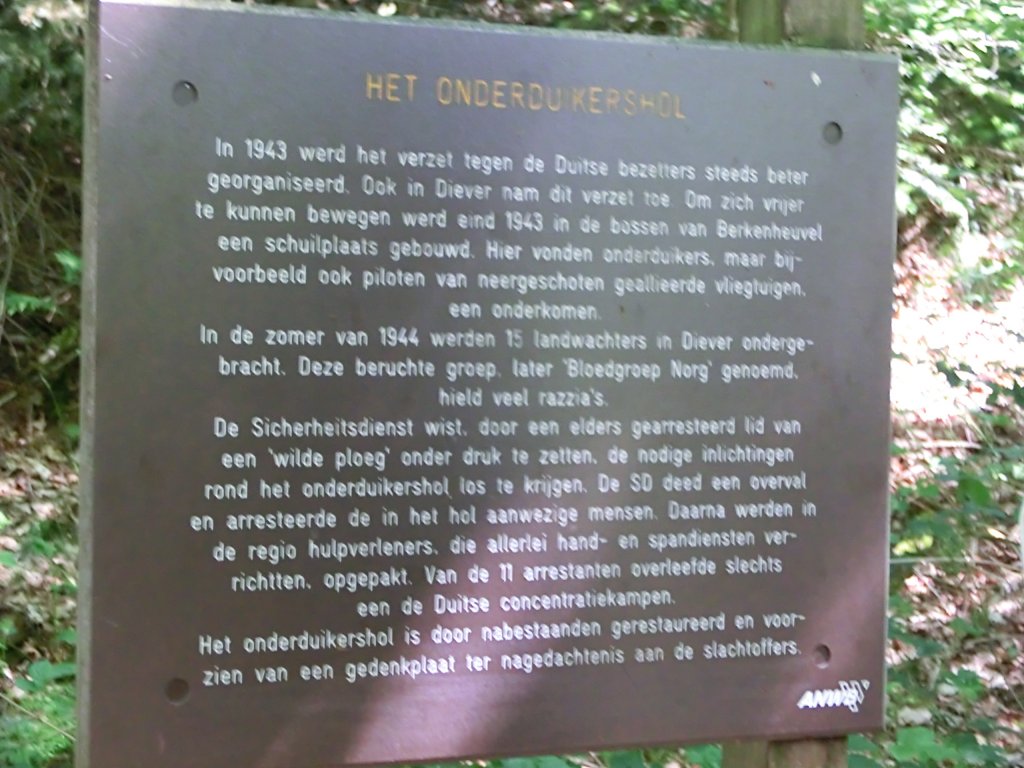 HET ONDERDUIKERSHOL
In 1943 werd het verzet tegen de Duitse bezetters steeds beter
georganiseerd. Ook in Diever nam dit verzet toe. Om zich vrijer
te kunnen bewegen werd eind 1943 in de bossen van Berkenheuvel
een schuilplaats gebouwd. Hier vonden onderduikers, maar bij-
voorbeeld ook piloten van neergeschoten geallieerde vliegtuigen,
een onderkomen.
In de zomer van 1944 werden 15 landwachters in Diever onderge-
bracht. Deze beruchte groep, later 'Bloedgroep Norg' genoemd,
hield veel razzia's.
De Sicherheitsdienst wist, door een elders gearresteerd lid van
een 'wilde ploeg' onder druk te zetten, de nodige inlichtingen
rond het onderduikershol los te krijgen. De SD deed een overval
en arresteerde de in het hol aanwezige mensen. Daarna werden in
de regio hulpverleners, die allerlei hand- en spandiensten ver-
richtten, opgepakt. Van de 11 arrestanten overleefde slechts
een de Duitse concentratiekampen.
Het onderduikershol is door nabestaanden gerestaureerd en voor-
zien van een gedenkplaat ter nagedachtenis aan de slachtoffers.
ANWB